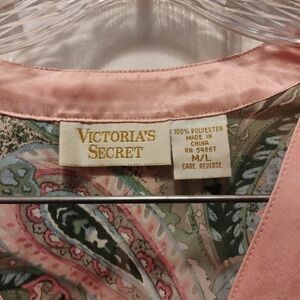 VICTORIA'S
SECRET
100% POLYESTER
MADE IN
CHINA
RN 54867
M/L
CARE REVERSE